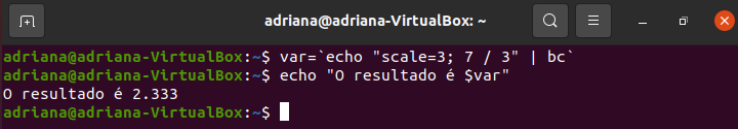 adriana@adriana-VirtualBox: ~
adriana@adriana-VirtualBox:~$ var=`echo "scale=3; 7 / 3" | bc`
adriana@adriana-VirtualBox:~$ echo "O resultado é $var"
O resultado é 2.333
adriana@adriana-VirtualBox:~$